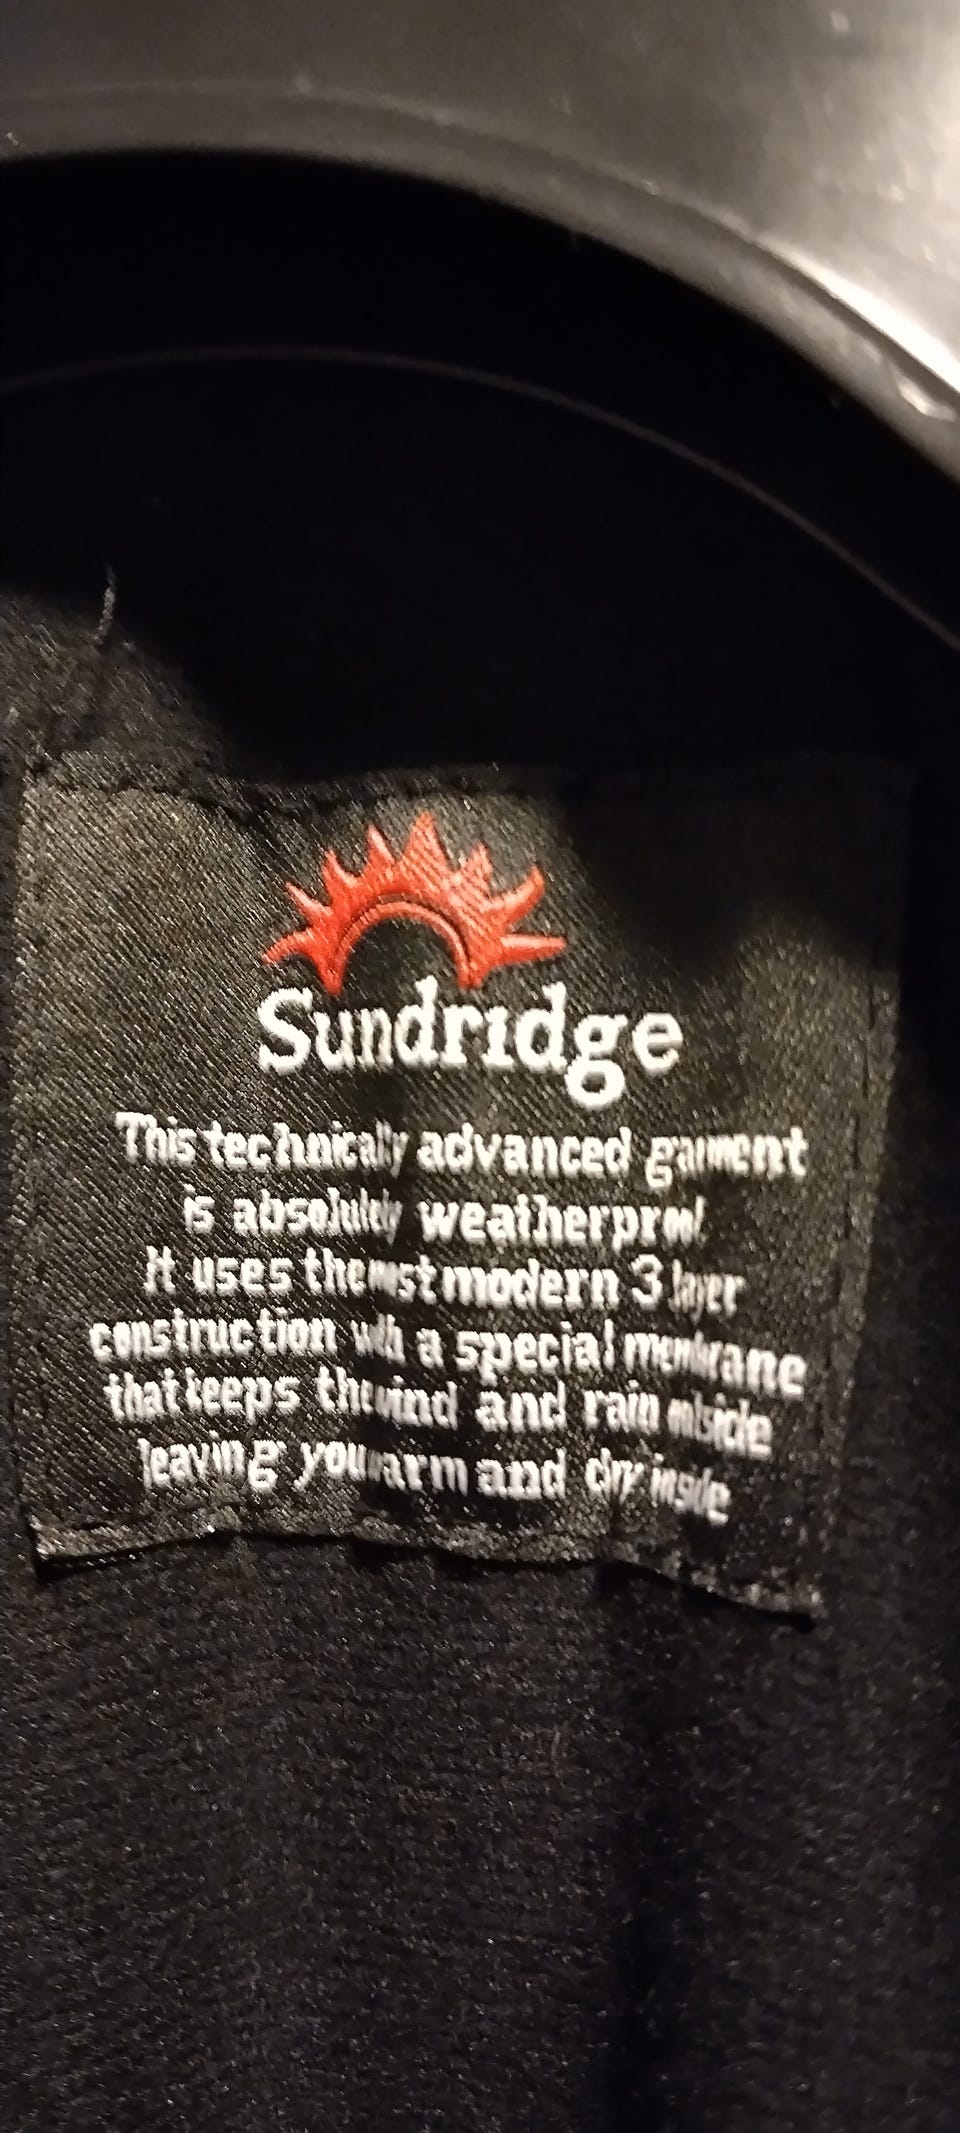 Sundridge
This technically advanced garment
is absolutely weatherproof
It uses the most modern 3 layer
construction with a special membrane
that keeps the wind and rain outside
leaving you warm and dry inside